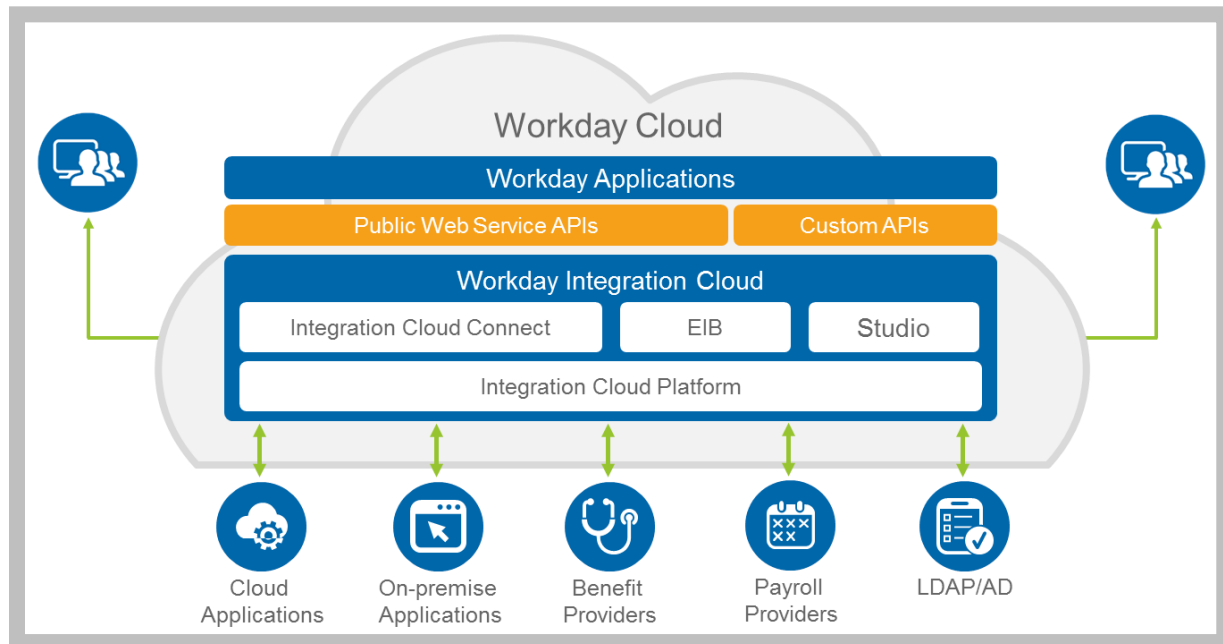 Workday Cloud
Workday Applications
Public Web Service APIs
Custom APIs
Workday Integration Cloud
Integration Cloud Connect
EIB
Studio
Integration Cloud Platform
Cloud
Applications
On-premise
Applications
Benefit
Providers
Payroll
Providers
LDAP/AD